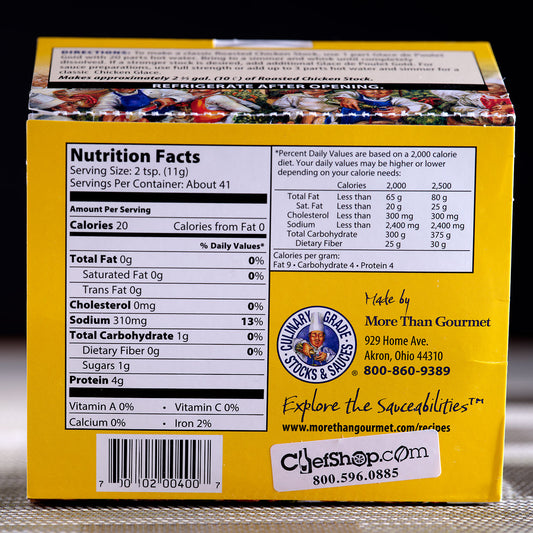 DIRECTIONS: To make a classic Roasted Chicken Stock, use 1 part Glace de Poulet
Gold with 20 parts hot water. Bring to a simmer and whisk until completely
dissolved. If a stronger stock is desired, add additional Glace de Poulet Gold. For
sauce preparations, use full strength or add up to parts hot water and simmer for a
classic Chicken Glace.
Makes approximately 2 ½ gal. (10 ) of Roasted Chicken Stock.
REFRIGERATE AFTER OPENING.
Nutrition Facts
Serving Size: 2 tsp. (11g)
Servings Per Container: About 41
Amount Per Serving
Calories 20 Calories from Fat 0
% Daily Values*
Total Fat 0g 0%
Saturated Fat 0g 0%
Trans Fat 0g
Cholesterol 0mg 0%
Sodium 310mg 13%
Total Carbohydrate 1g 0%
Dietary Fiber 0g 0%
Sugars 1g
Protein 4g
Vitamin A 0% • Vitamin C 0%
Calcium 0% • Iron 2%
*Percent Daily Values are based on a 2,000 calorie
diet. Your daily values may be higher or lower
depending on your calorie needs:
Calories 2,000 2,500
Total Fat Less than 65 g 80 g
Sat. Fat Less than 20 g 25 g
Cholesterol Less than 300 mg 300 mg
Sodium Less than 2,400 mg 2,400 mg
Total Carbohydrate 300 g 375 g
Dietary Fiber 25 g 30 g
Calories per gram:
Fat 9 • Carbohydrate 4 • Protein 4
CULINARY GRADE
• STOCKS & SAUCES •
®
Made by
More Than Gourmet
929 Home Ave.
Akron, Ohio 44310
800-860-9389
Explore the Sauceabilities™
www.morethangourmet.com/recipes
ChefShop.com
800.596.0885
7 00102 00400 7